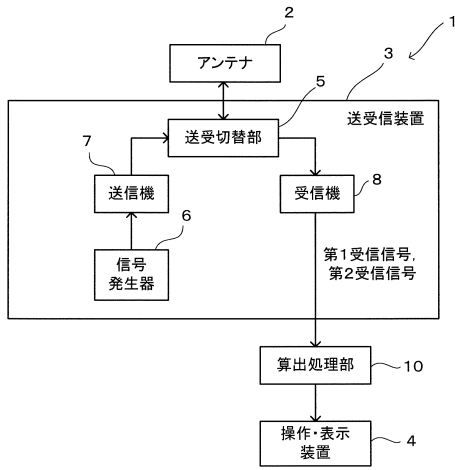 2
1
アンテナ
3
5
送受信装置
送受切替部
7
8
送信機
受信機
6
信号
発生器
第1受信信号,
第2受信信号
算出処理部
10
操作・表示
装置
4